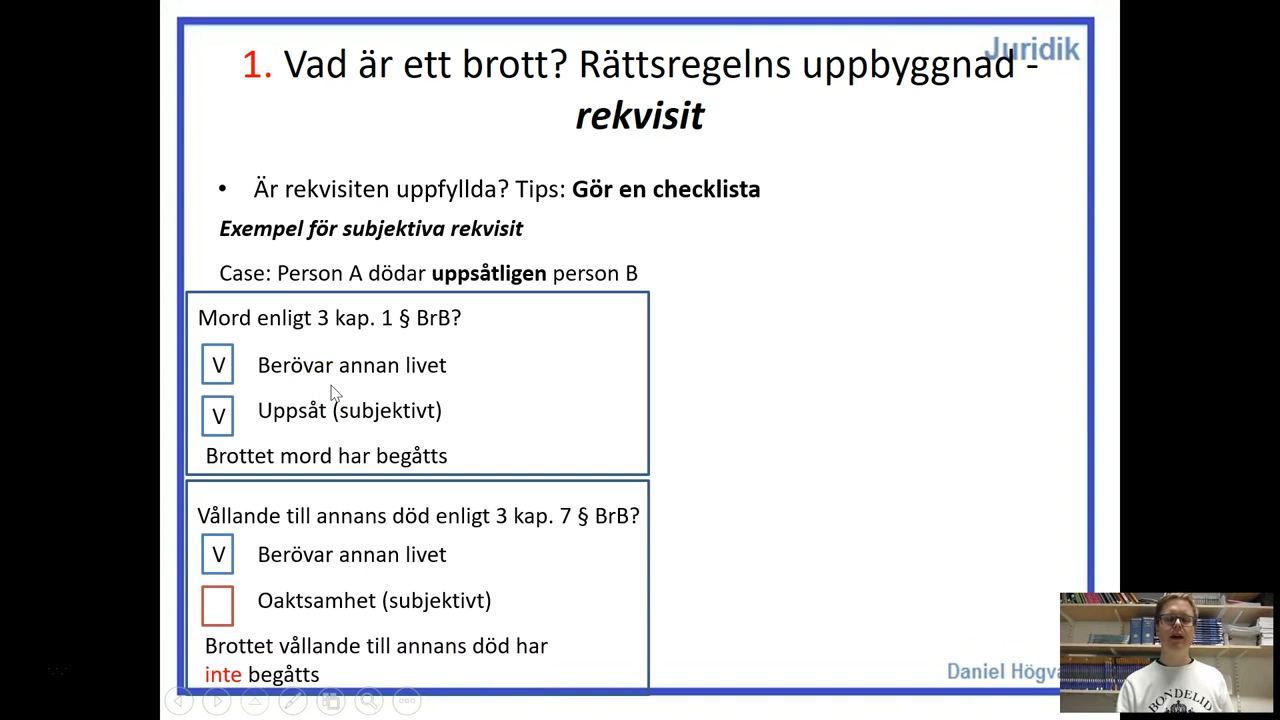 Juridik
1. Vad är ett brott? Rättsregelns uppbyggnad -
rekvisit
• Är rekvisiten uppfyllda? Tips: Gör en checklista
Exempel för subjektiva rekvisit
Case: Person A dödar uppsåtligen person B
Mord enligt 3 kap. 1 § BrB?
V Berövar annan livet
V Uppsåt (subjektivt)
Brottet mord har begåtts
Vållande till annans död enligt 3 kap. 7 § BrB?
V Berövar annan livet
Oaktsamhet (subjektivt)
Brottet vållande till annans död har
inte begåtts
Daniel
BONDELID